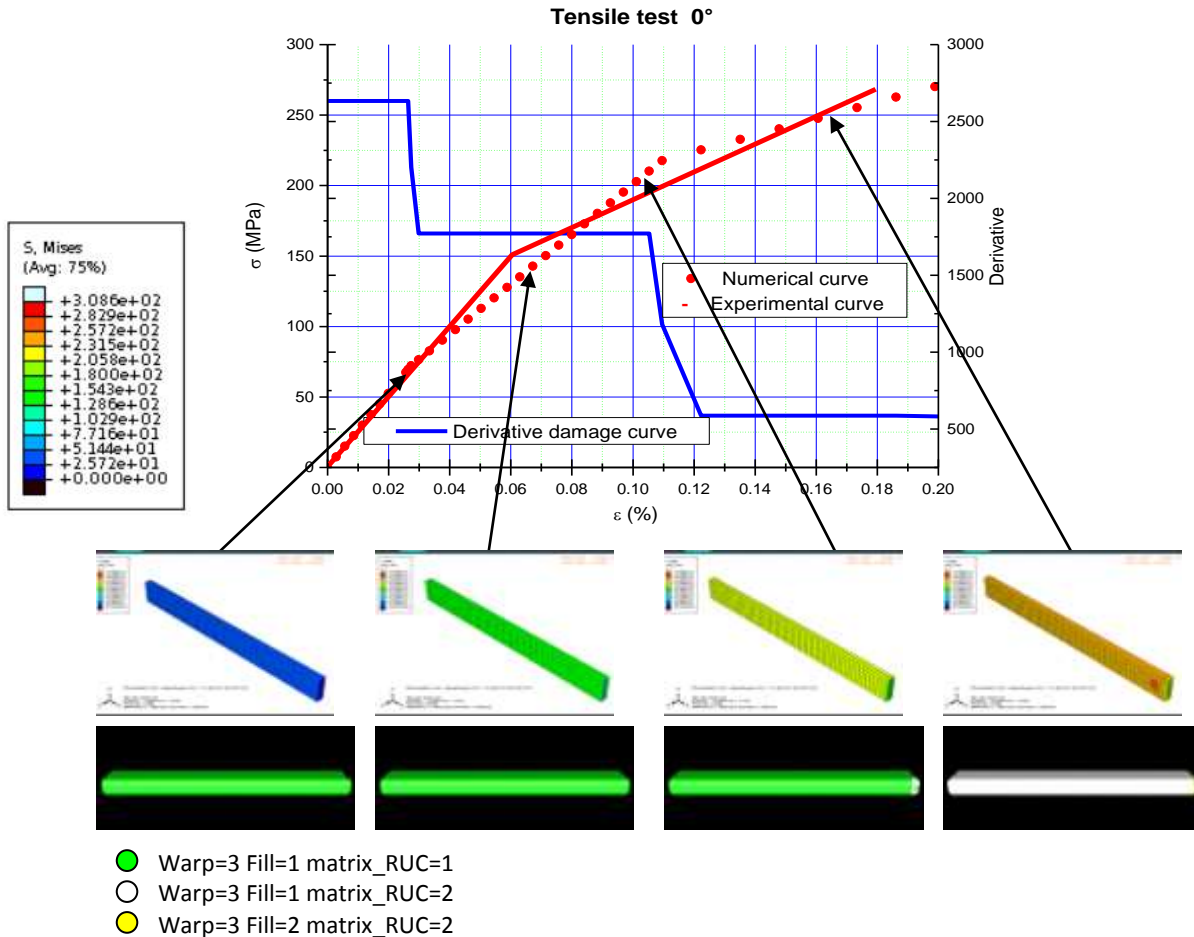 Tensile test 0°
300
250
200
150
100
50
0
σ (MPa)
3000
2500
2000
1500
1000
500
Derivative
Numerical curve
Experimental curve
Derivative damage curve
0.00 0.02 0.04 0.06 0.08 0.10 0.12 0.14 0.16 0.18 0.20
ε (%)
S, Mises
(Avg: 75%)
+3.086e+02
+2.829e+02
+2.572e+02
+2.315e+02
+2.058e+02
+1.800e+02
+1.543e+02
+1.286e+02
+1.029e+02
+7.716e+01
+5.144e+01
+2.572e+01
+0.000e+00
Warp=3 Fill=1 matrix_RUC=1
Warp=3 Fill=1 matrix_RUC=2
Warp=3 Fill=2 matrix_RUC=2